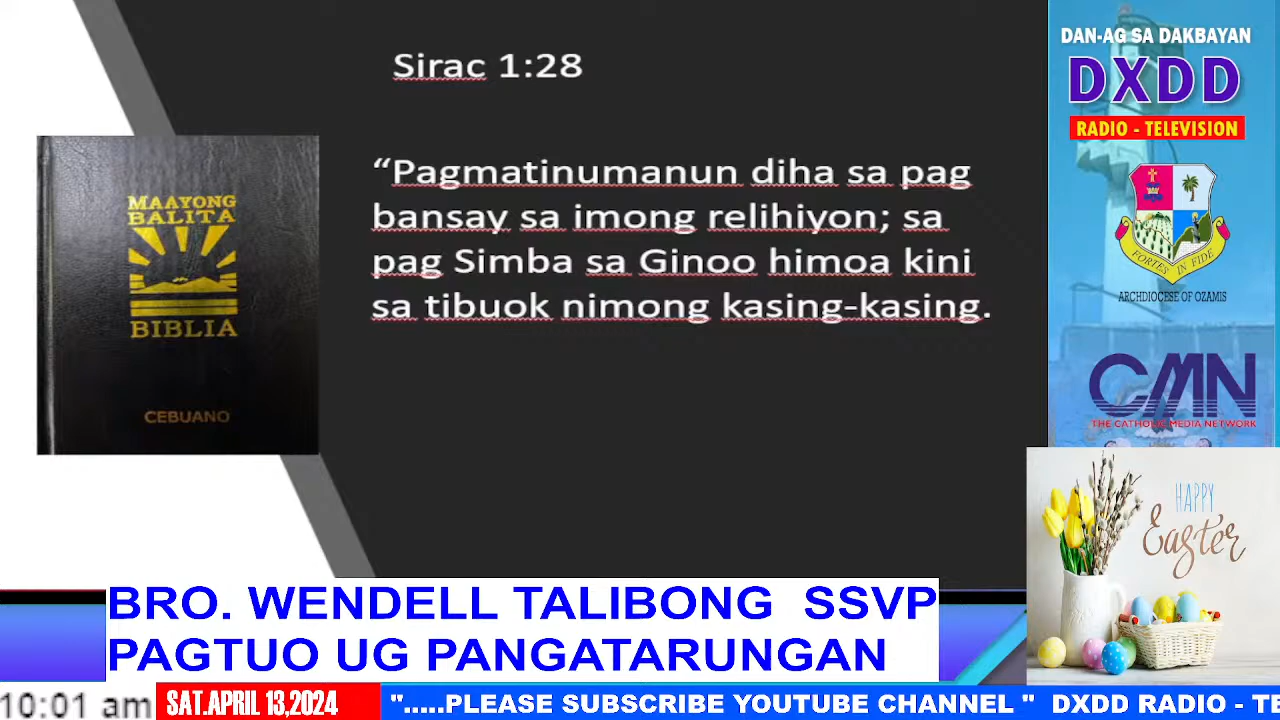 Sirac 1:28
“Pagmatinumanun diha sa pag
bansay sa imong relihiyon; sa
pag Simba sa Ginoo himoa kini
sa tibuok nimong kasing-kasing.
MAAYONG
BALITA
BIBLIA
CEBUANO
DAN-AG SA DAKBAYAN
DXDD
RADIO - TELEVISION
FORTES IN FIDE
ARCHDIOCESE OF OZAMIS
CMN
THE CATHOLIC MEDIA NETWORK
HAPPY
Easter
BRO. WENDELL TALIBONG SSVP
PAGTUO UG PANGATARUNGAN
10:01 am
SAT.APRIL 13,2024
".....PLEASE SUBSCRIBE YOUTUBE CHANNEL " DXDD RADIO - TE